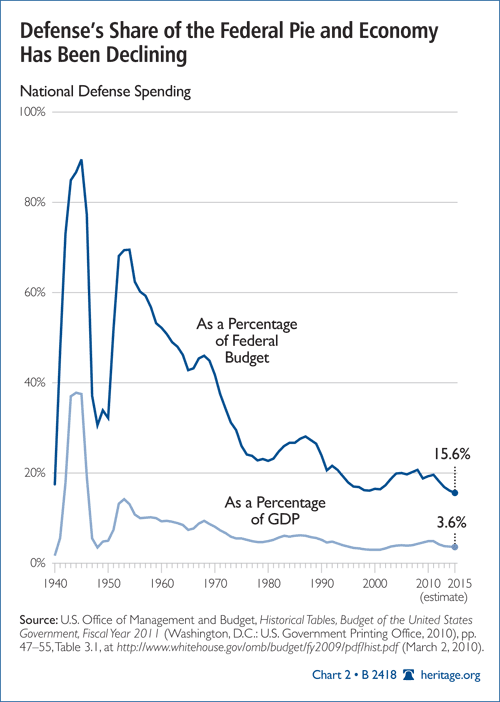 Defense's Share of the Federal Pie and Economy
Has Been Declining
National Defense Spending
100%
80%
60%
40%
20%
0%
As a Percentage
of Federal
Budget
15.6%
As a Percentage
of GDP
3.6%
1940 1950 1960 1970 1980 1990 2000 2010 2015
(estimate)
Source: U.S. Office of Management and Budget, Historical Tables, Budget of the United States
Government, Fiscal Year 2011 (Washington, D.C.: U.S. Government Printing Office, 2010), pp.
47–55, Table 3.1, at http://www.whitehouse.gov/omb/budget/fy2009/pdf/hist.pdf (March 2, 2010).
Chart 2 • B 2418 heritage.org